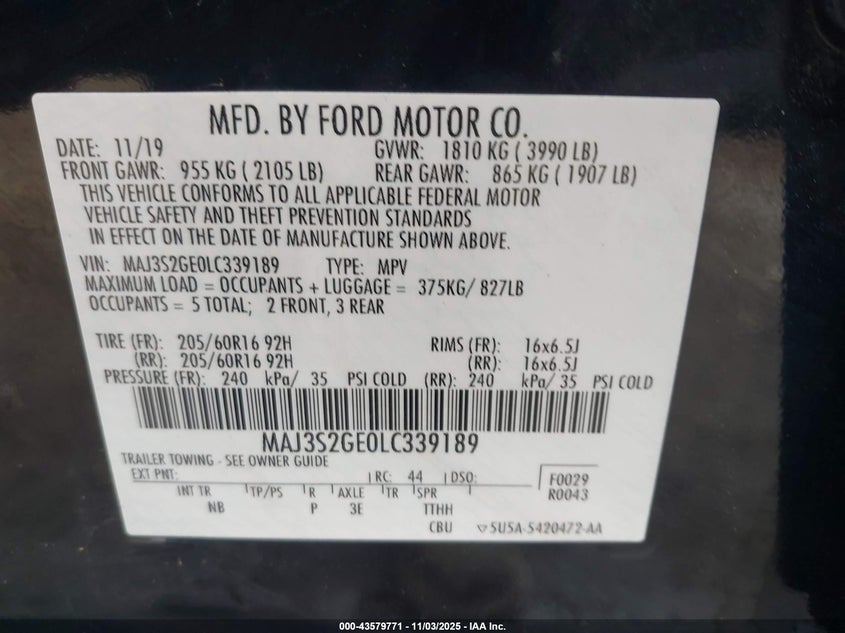 MFD. BY FORD MOTOR CO.
DATE: 11/19 GVWR: 1810 KG ( 3990 LB)
FRONT GAWR: 955 KG ( 2105 LB) REAR GAWR: 865 KG ( 1907 LB)
THIS VEHICLE CONFORMS TO ALL APPLICABLE FEDERAL MOTOR
VEHICLE SAFETY AND THEFT PREVENTION STANDARDS
IN EFFECT ON THE DATE OF MANUFACTURE SHOWN ABOVE.
VIN: MAJ3S2GE0LC339189 TYPE: MPV
MAXIMUM LOAD = OCCUPANTS + LUGGAGE = 375KG/ 827LB
OCCUPANTS = 5 TOTAL; 2 FRONT, 3 REAR
TIRE (FR): 205/60R16 92H RIMS (FR): 16x6.5J
(RR): 205/60R16 92H (RR): 16x6.5J
PRESSURE (FR): 240 kPa/ 35 PSI COLD (RR): 240 kPa/ 35 PSI COLD
MAJ3S2GE0LC339189
TRAILER TOWING - SEE OWNER GUIDE
EXT PNT: RC: 44 DSO: F0029
INT TR TP/PS R AXLE TR SPR R0043
NB P 3E TTHH
CBU 5U5A-5420472-AA
000-43579771 - 11/03/2025 - IAA Inc.